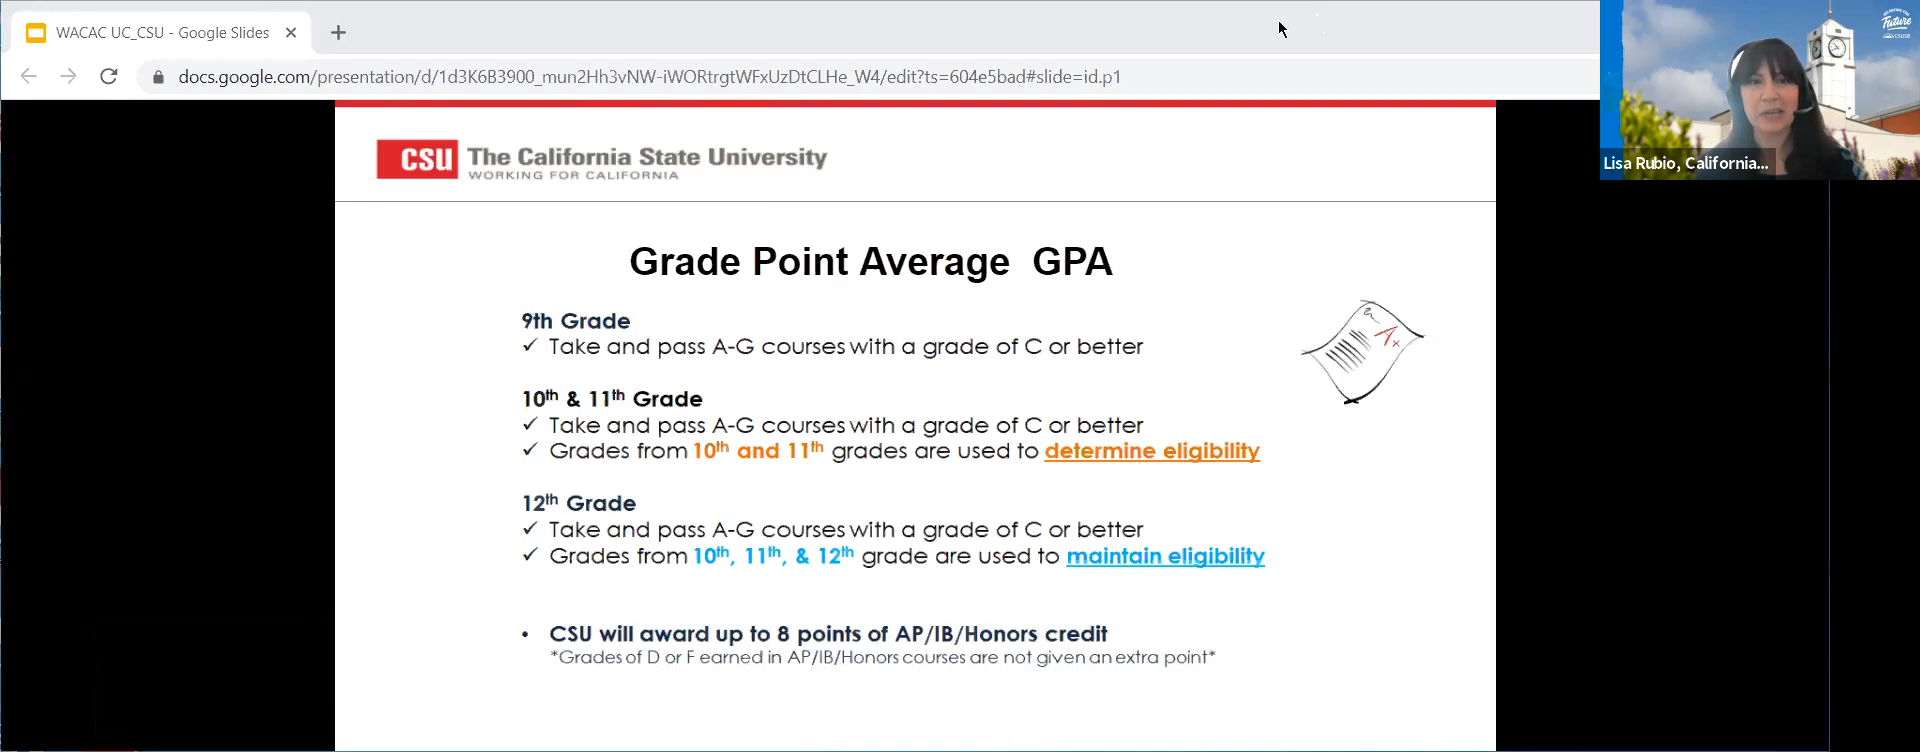 WACAC UC_CSU - Google Slides
docs.google.com/presentation/d/1d3K6B3900_mun2Hh3vNW-iWORtrgtWFxUzDtCLHe_W4/edit?ts=604e5bad#slide=id.p1
Future
CSUSB
Lisa Rubio, California...
CSU The California State University
WORKING FOR CALIFORNIA
Grade Point Average GPA
9th Grade
✓ Take and pass A-G courses with a grade of C or better
A+
10th & 11th Grade
✓ Take and pass A-G courses with a grade of C or better
✓ Grades from 10th and 11th grades are used to determine eligibility
12th Grade
✓ Take and pass A-G courses with a grade of C or better
✓ Grades from 10th, 11th, & 12th grade are used to maintain eligibility
• CSU will award up to 8 points of AP/IB/Honors credit
*Grades of D or F earned in AP/IB/Honors courses are not given an extra point*